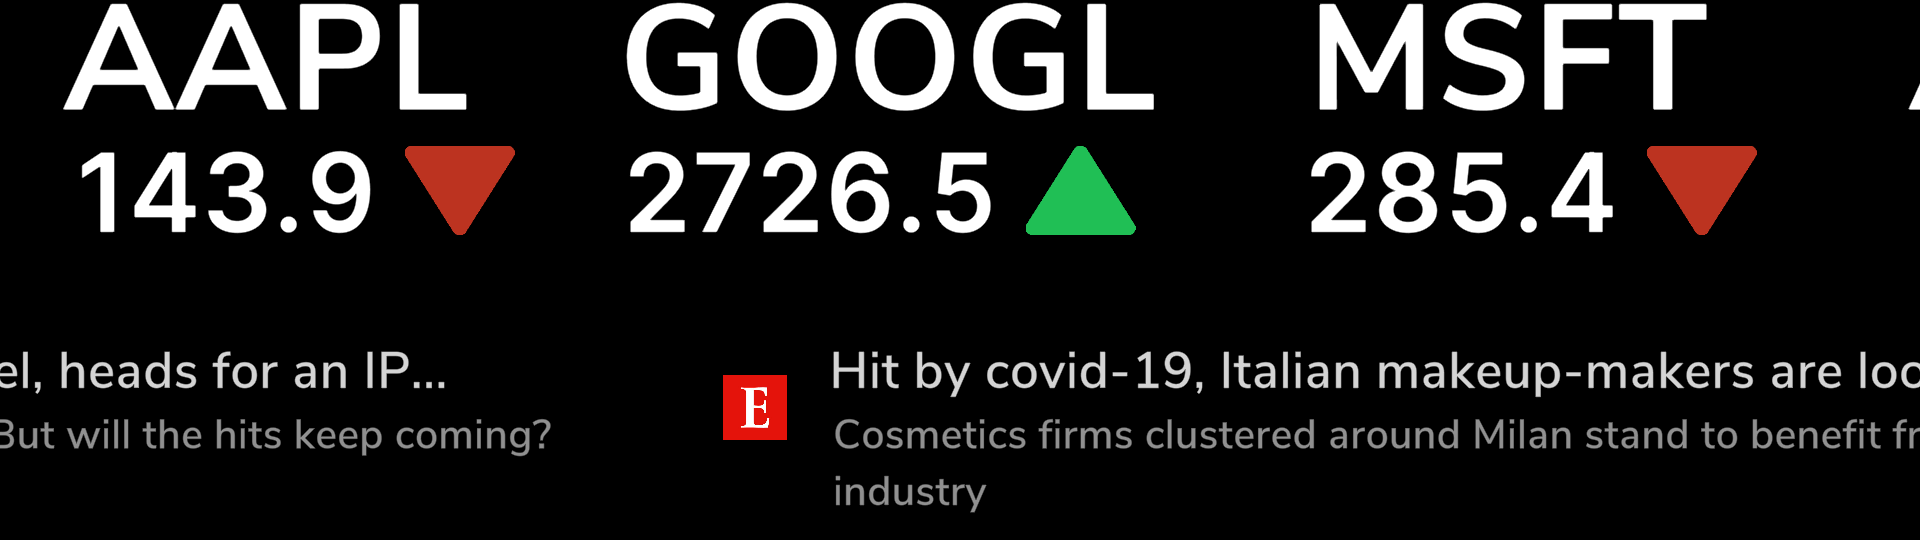 AAPL GOOGL MSFT
143.9 2726.5 285.4
el, heads for an IP...
But will the hits keep coming?
E
Hit by covid-19, Italian makeup-makers are loo
Cosmetics firms clustered around Milan stand to benefit fr
industry